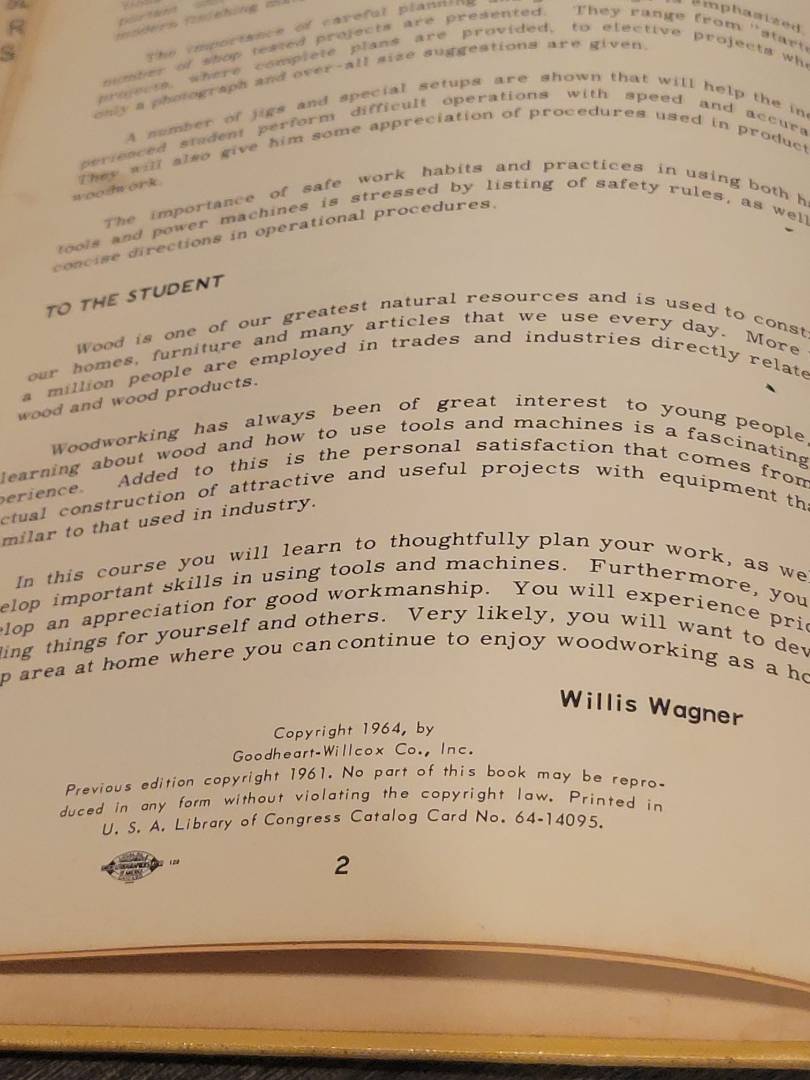 R
S
modern finishing
emphasized.
The importance of careful planning
number of shop tested projects are presented. They range from "starte
projects, where complete plans are provided, to elective projects whe
only a photograph and over-all size suggestions are given.
A number of jigs and special setups are shown that will help the ine
perienced student perform difficult operations with speed and accura
They will also give him some appreciation of procedures used in product
woodwork.
The importance of safe work habits and practices in using both ha
tools and power machines is stressed by listing of safety rules, as well
concise directions in operational procedures.
TO THE STUDENT
Wood is one of our greatest natural resources and is used to constr
our homes, furniture and many articles that we use every day. More
a million people are employed in trades and industries directly relate
wood and wood products.
Woodworking has always been of great interest to young people,
learning about wood and how to use tools and machines is a fascinating
perience. Added to this is the personal satisfaction that comes from
ctual construction of attractive and useful projects with equipment tha
milar to that used in industry.
In this course you will learn to thoughtfully plan your work, as wel
elop important skills in using tools and machines. Furthermore, you
elop an appreciation for good workmanship. You will experience prid
ling things for yourself and others. Very likely, you will want to dev
p area at home where you can continue to enjoy woodworking as a ho
Willis Wagner
Copyright 1964, by
Goodheart-Willcox Co., Inc.
Previous edition copyright 1961. No part of this book may be repro-
duced in any form without violating the copyright law. Printed in
U. S. A. Library of Congress Catalog Card No. 64-14095.
2